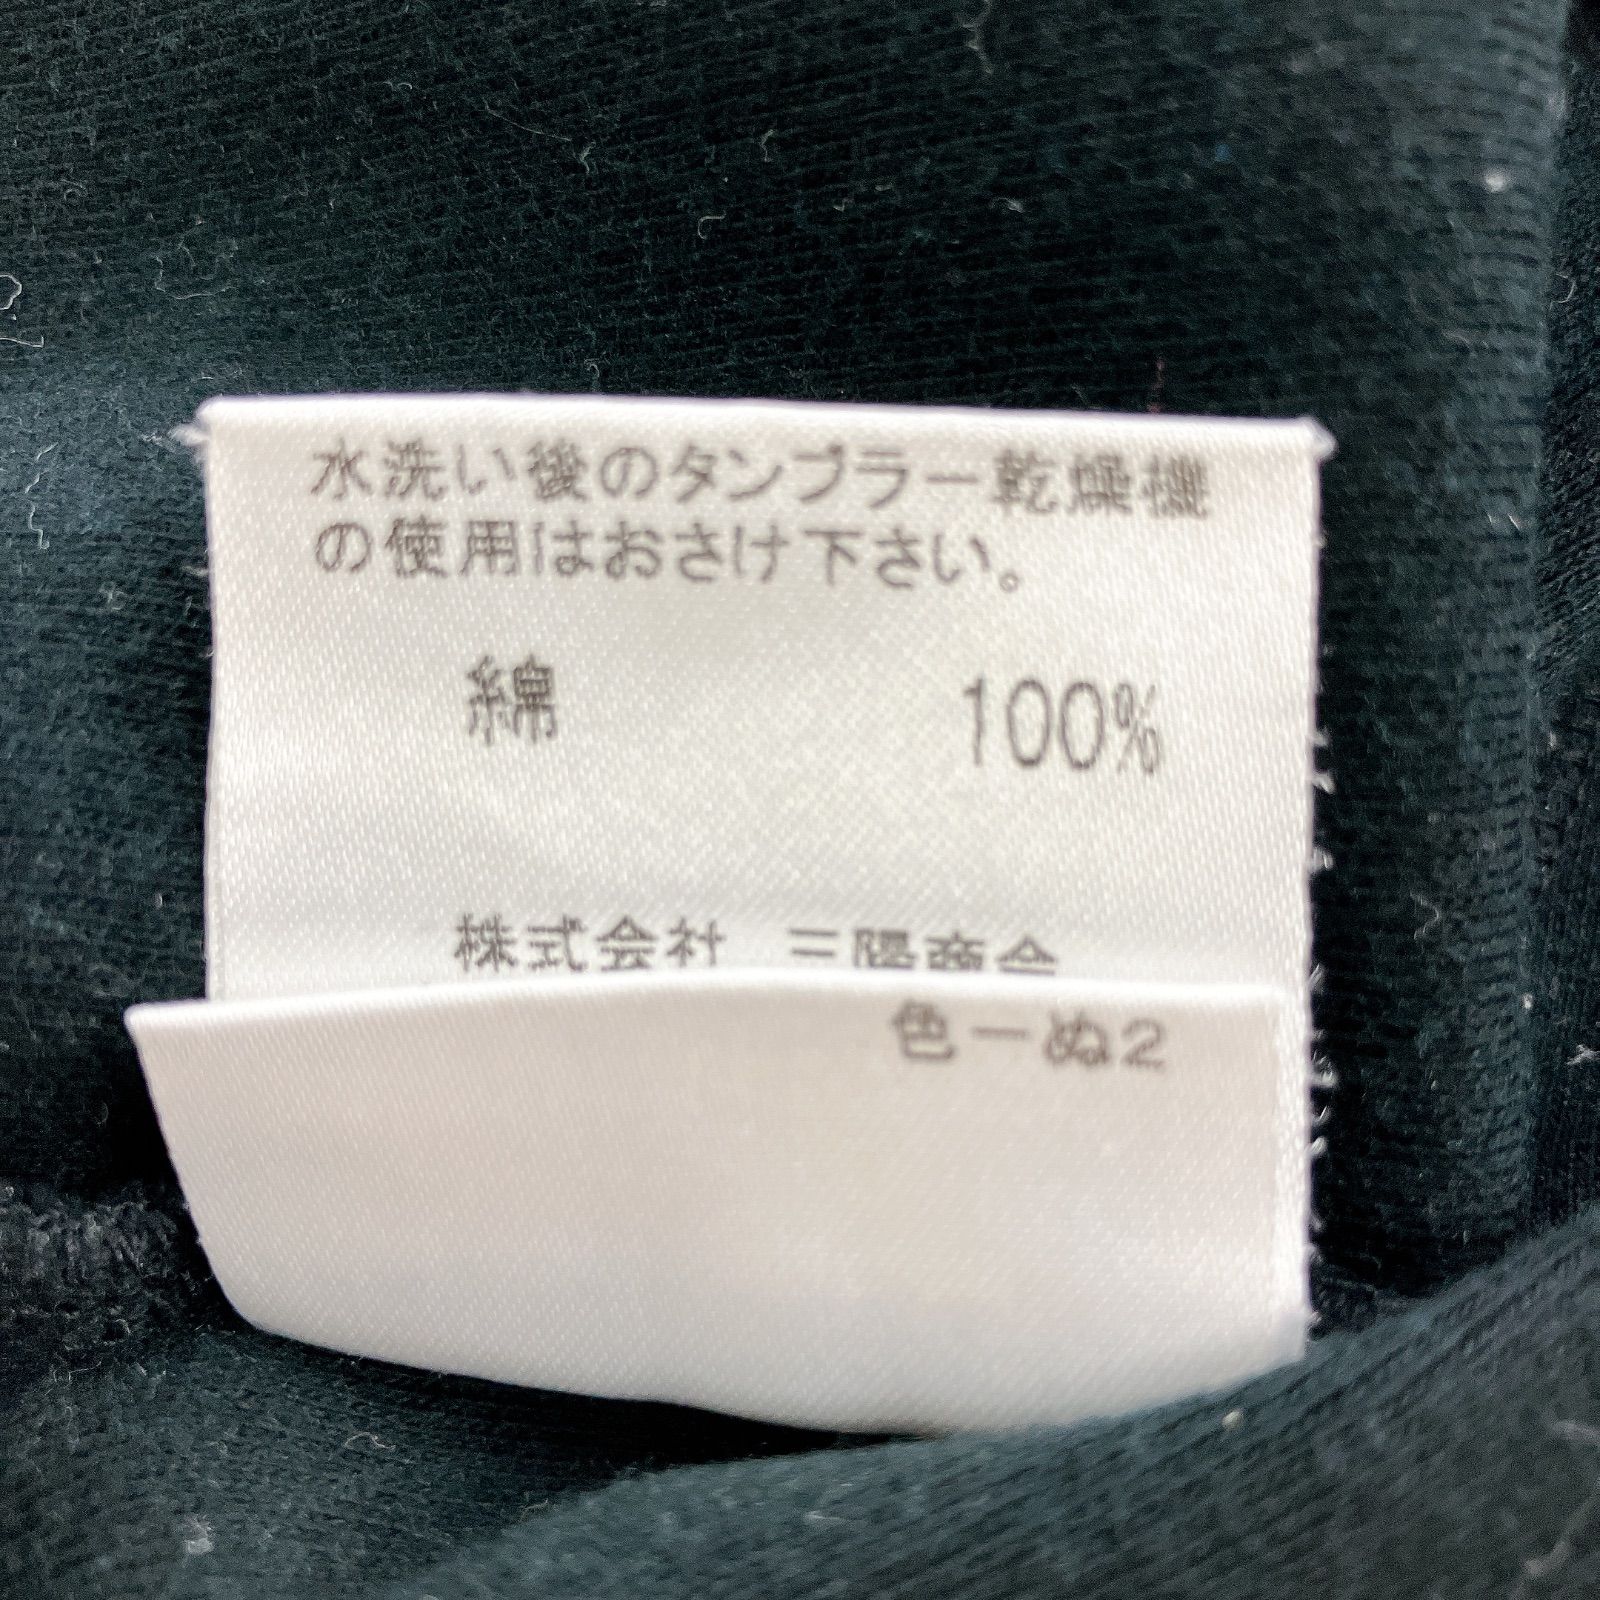 水洗い後のタンブラー乾燥機
の使用はおさけ下さい。
綿 100%
株式会社 三陽商会
色ーぬ2